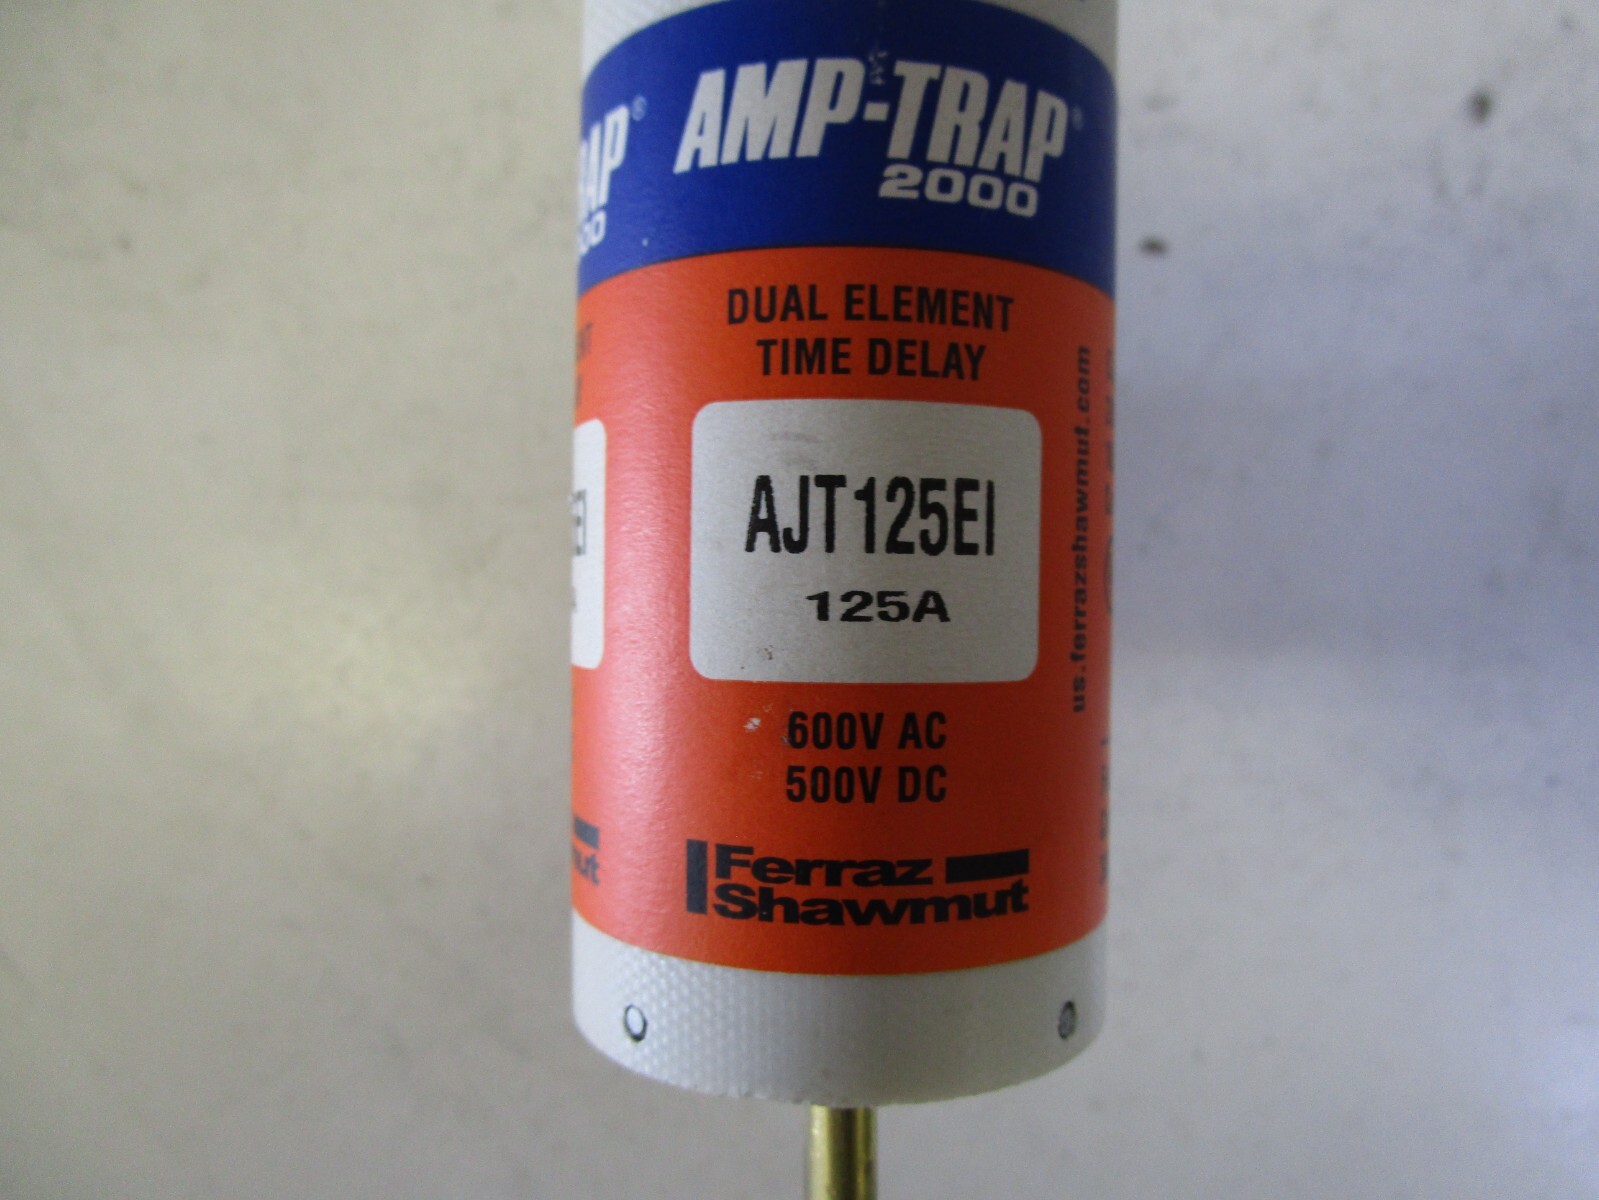 AMP-TRAP®
2000
DUAL ELEMENT
TIME DELAY
AJT125EI
125A
600V AC
500V DC
Ferraz
Shawmut
us.ferrazshawmut.com